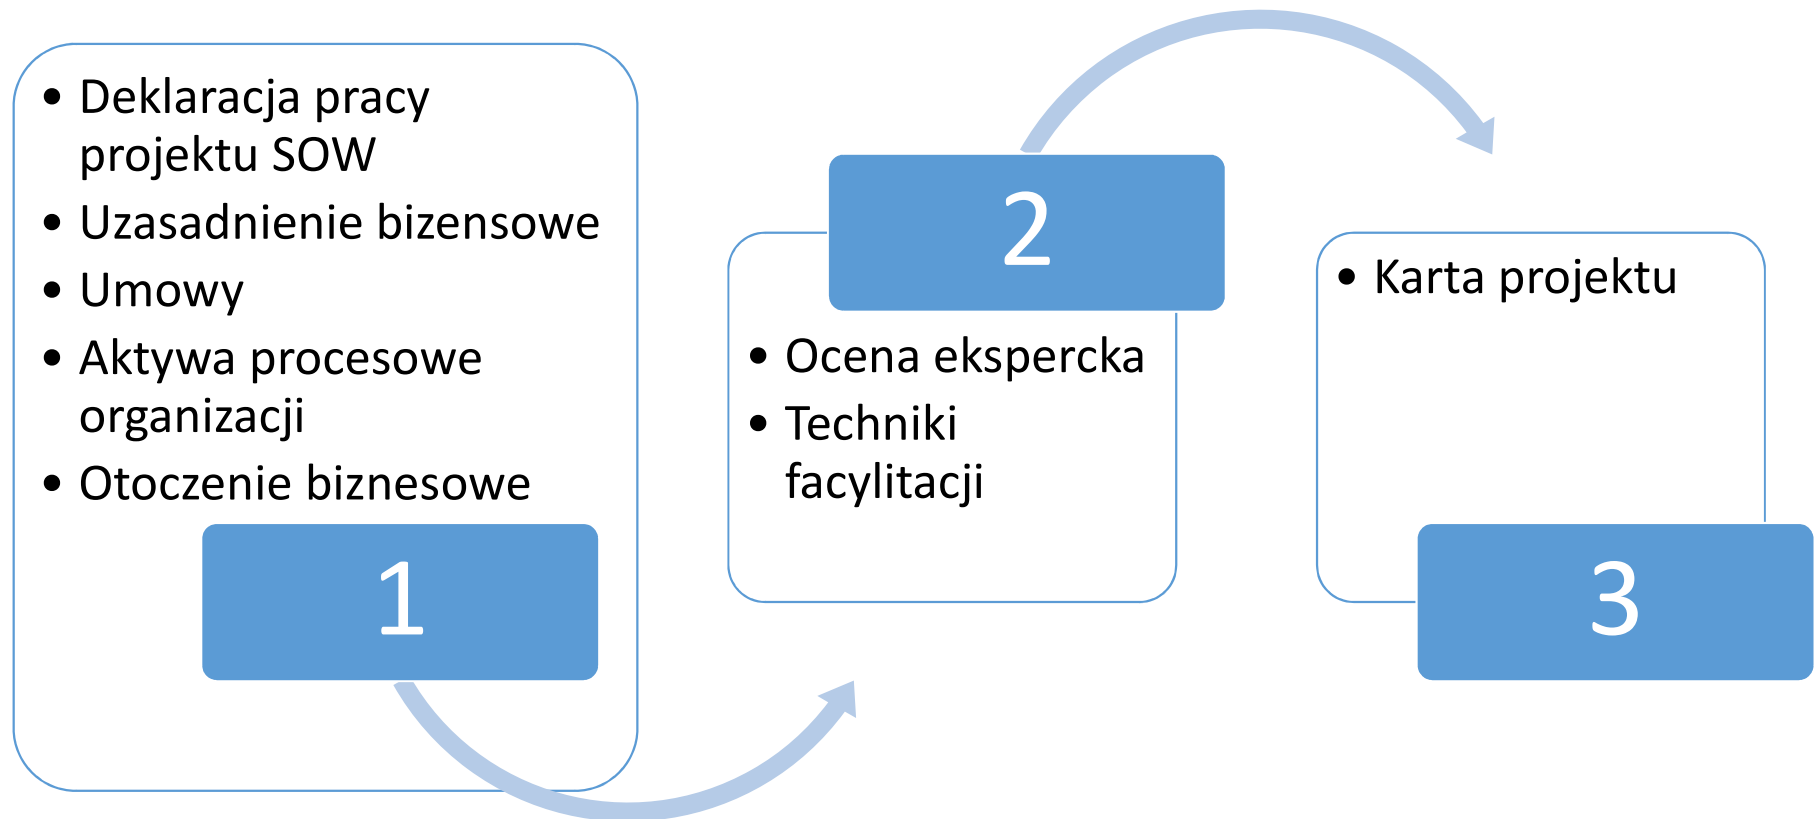 • Deklaracja pracy
projektu SOW
• Uzasadnienie bizensowe
• Umowy
• Aktywa procesowe
organizacji
• Otoczenie biznesowe
1
2
• Ocena ekspercka
• Techniki
facylitacji
• Karta projektu
3